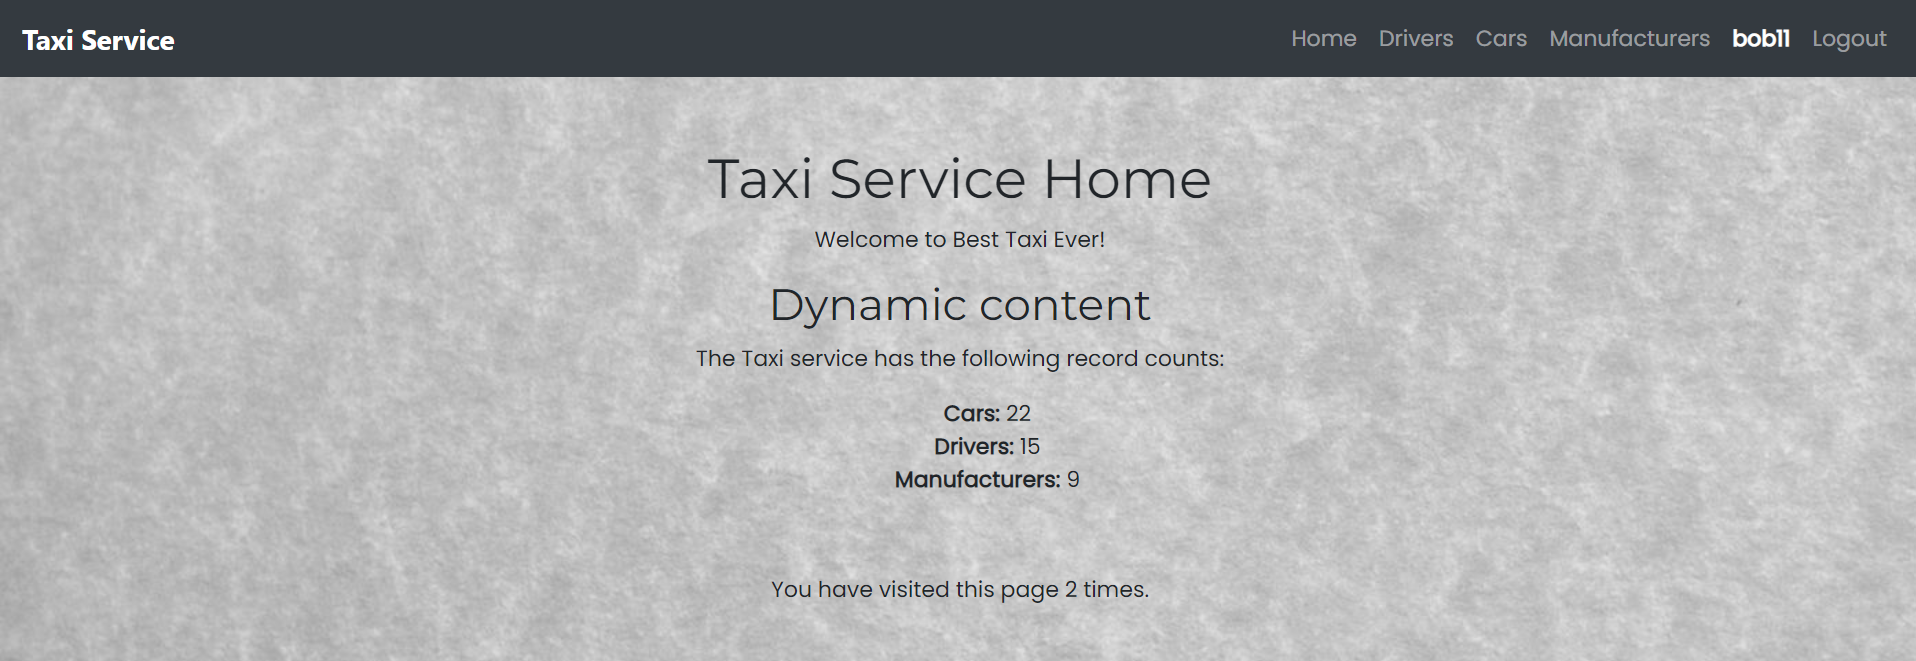 Taxi Service Home Drivers Cars Manufacturers bob11 Logout
Taxi Service Home
Welcome to Best Taxi Ever!
Dynamic content
The Taxi service has the following record counts:
Cars: 22
Drivers: 15
Manufacturers: 9
You have visited this page 2 times.